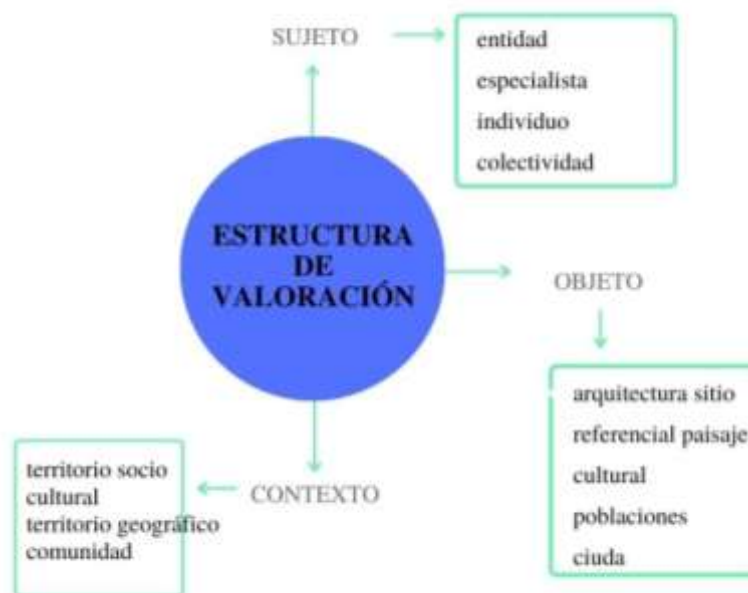 SUJETO
entidad
especialista
individuo
colectividad
ESTRUCTURA
DE
VALORACIÓN
OBJETO
arquitectura sitio
referencial paisaje
cultural
poblaciones
ciuda
CONTEXTO
territorio socio
cultural
territorio geográfico
comunidad